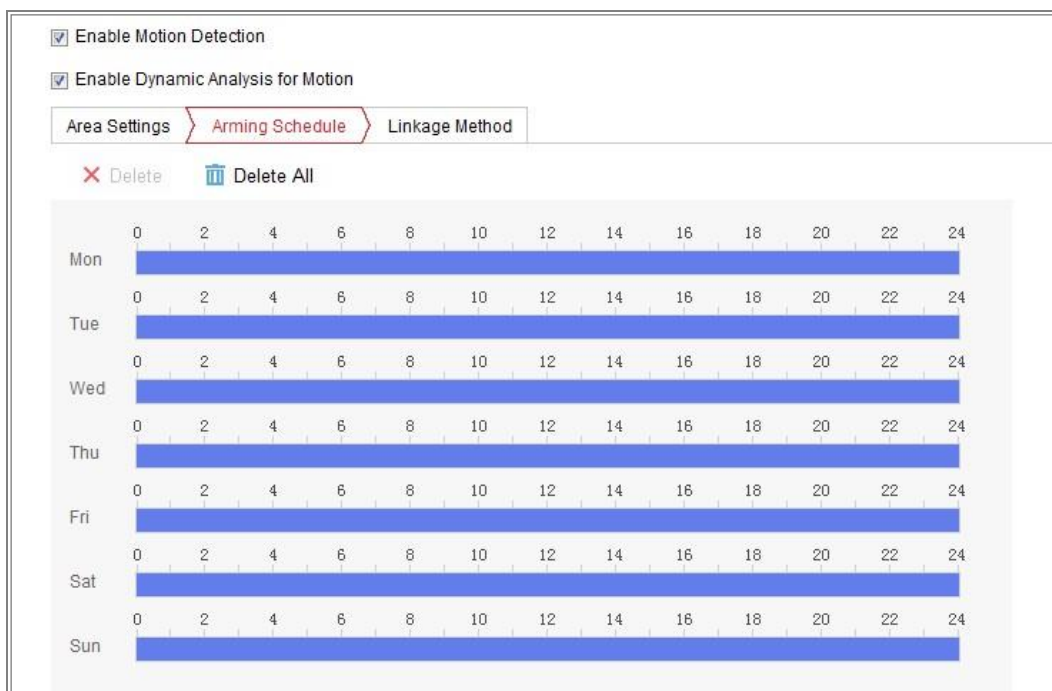 Enable Motion Detection
Enable Dynamic Analysis for Motion
Area Settings Arming Schedule Linkage Method
Delete Delete All
0 2 4 6 8 10 12 14 16 18 20 22 24
Mon
0 2 4 6 8 10 12 14 16 18 20 22 24
Tue
0 2 4 6 8 10 12 14 16 18 20 22 24
Wed
0 2 4 6 8 10 12 14 16 18 20 22 24
Thu
0 2 4 6 8 10 12 14 16 18 20 22 24
Fri
0 2 4 6 8 10 12 14 16 18 20 22 24
Sat
0 2 4 6 8 10 12 14 16 18 20 22 24
Sun